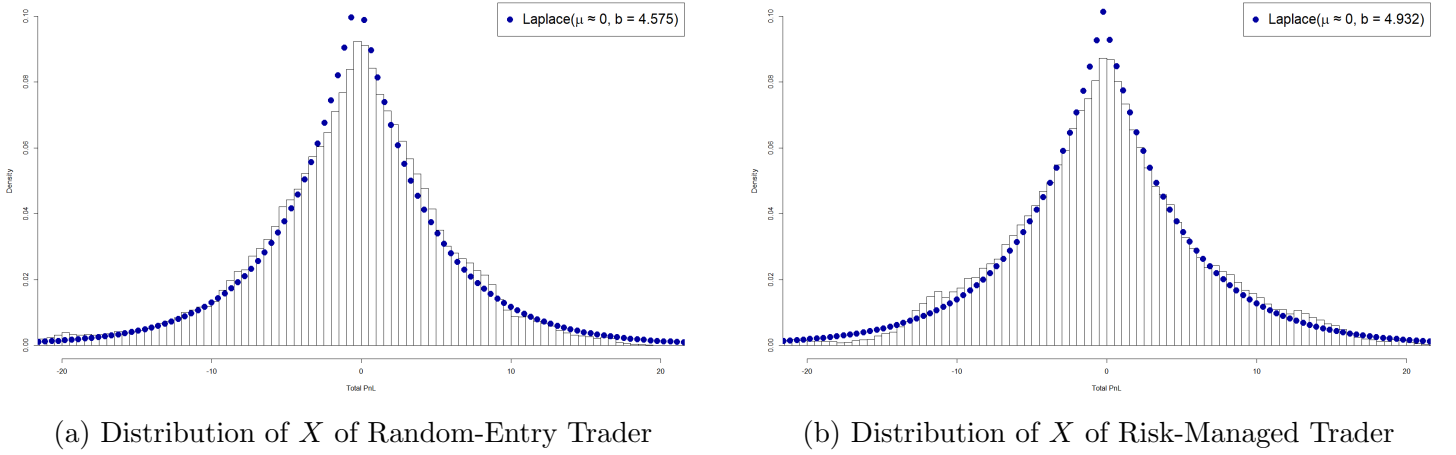 Laplace(μ ≈ 0, b = 4.575)
0.10
0.08
0.06
0.04
0.02
0.00
Density
-20
-10
0
10
20
Total PnL
(a) Distribution of X of Random-Entry Trader
Laplace(μ ≈ 0, b = 4.932)
0.10
0.08
0.06
0.04
0.02
0.00
Density
-20
-10
0
10
20
Total PnL
(b) Distribution of X of Risk-Managed Trader